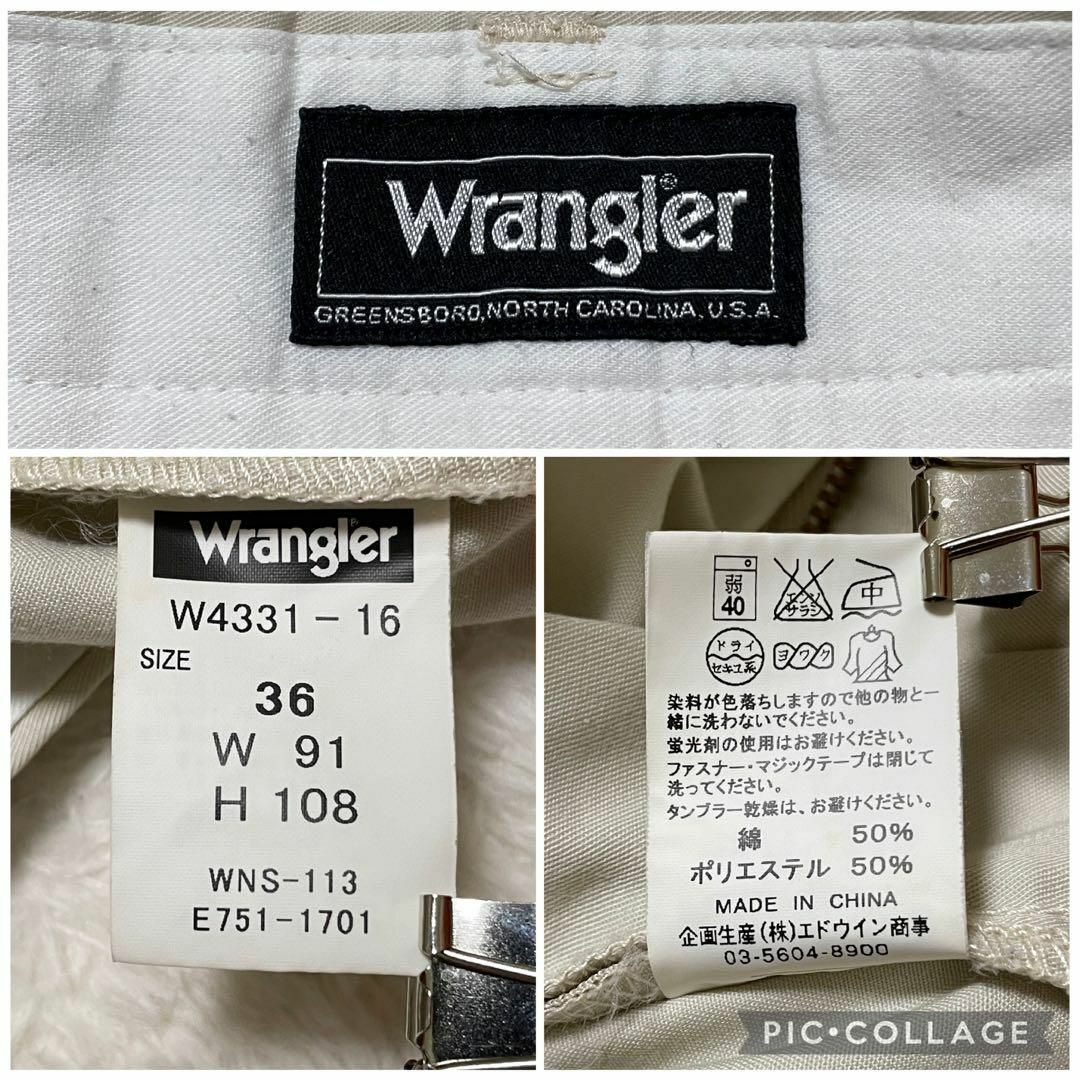 Wrangler®
GREENSBORO, NORTH CAROLINA, U.S.A.
Wrangler
W4331-16
SIZE
36
W 91
H 108
WNS-113
E751-1701
弱
40
エンソ
サラシ
中
ドライ
セキユ系
ヨワク
染料が色落ちしますので他の物と一
緒に洗わないでください。
蛍光剤の使用はお避けください。
ファスナー・マジックテープは閉じて
洗ってください。
タンブラー乾燥は、お避けください。
綿 50%
ポリエステル 50%
MADE IN CHINA
企画生産(株)エドウイン商事
03-5604-8900
PIC•COLLAGE